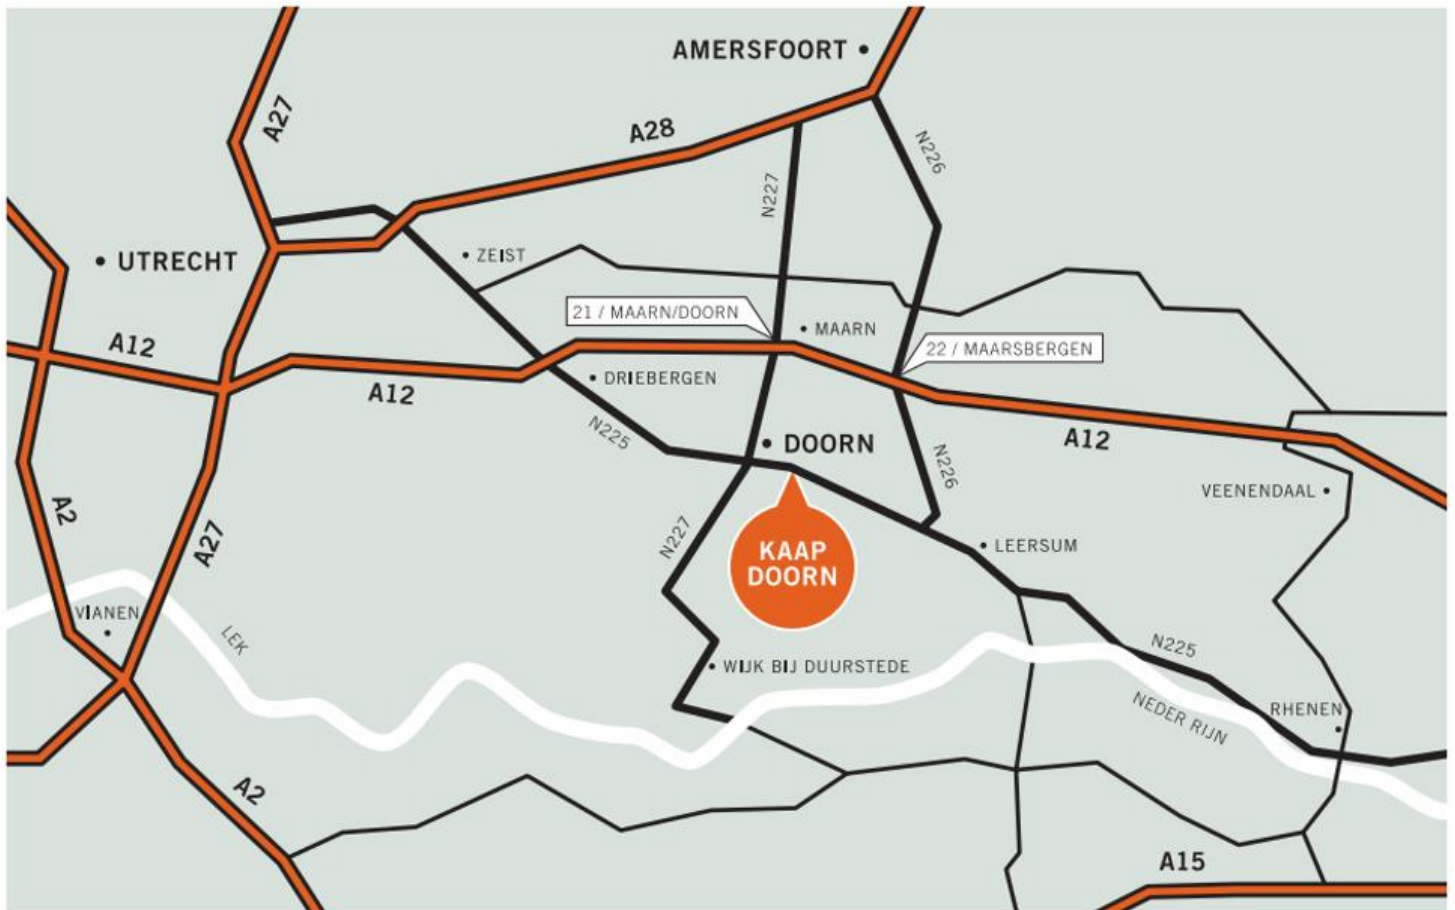 AMERSFOORT
A27
A28
N226
N227
UTRECHT
ZEIST
21 / MAARN/DOORN
MAARN
A12
22 / MAARSBERGEN
DRIEBERGEN
A12
N225
DOORN
A12
N226
VEENENDAAL
A2
A27
N227
KAAP
DOORN
LEERSUM
VIANEN
LEK
N225
WIJK BIJ DUURSTEDE
NEDER RIJN
RHENEN
A2
A15